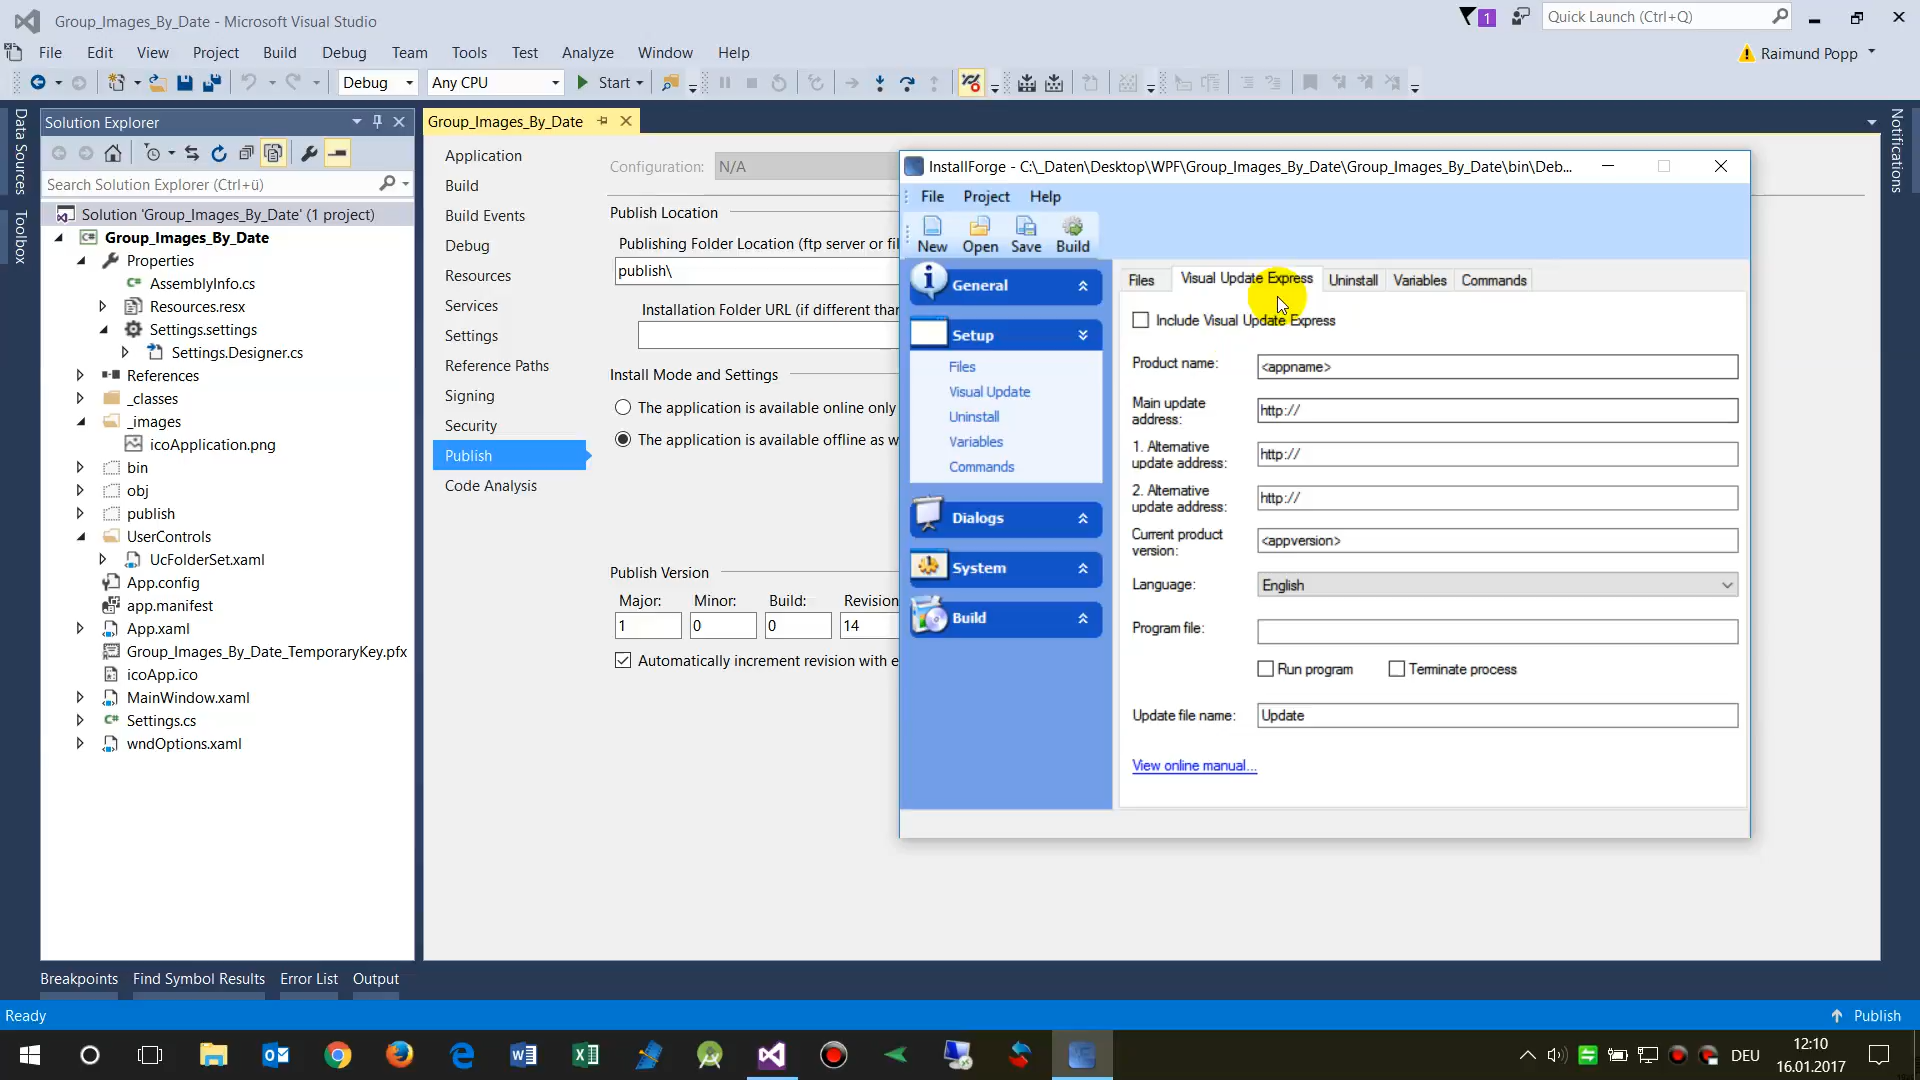 Group_Images_By_Date - Microsoft Visual Studio
1
Quick Launch (Ctrl+Q)
File Edit View Project Build Debug Team Tools Test Analyze Window Help
Raimund Popp
Debug
Any CPU
Start
Data Sources
Toolbox
Notifications
Solution Explorer
Search Solution Explorer (Ctrl+ü)
Solution 'Group_Images_By_Date' (1 project)
Group_Images_By_Date
Properties
AssemblyInfo.cs
Resources.resx
Settings.settings
Settings.Designer.cs
References
_classes
_images
icoApplication.png
bin
obj
publish
UserControls
UcFolderSet.xaml
App.config
app.manifest
App.xaml
Group_Images_By_Date_TemporaryKey.pfx
icoApp.ico
MainWindow.xaml
Settings.cs
wndOptions.xaml
Group_Images_By_Date
Application
Build
Build Events
Debug
Resources
Services
Settings
Reference Paths
Signing
Security
Publish
Code Analysis
Configuration: N/A
Publish Location
Publishing Folder Location (ftp server or fil
publish\
Installation Folder URL (if different than
Install Mode and Settings
The application is available online only
The application is available offline as w
Publish Version
Major: Minor: Build: Revision
1 0 0 14
Automatically increment revision with e
InstallForge - C:\_Daten\Desktop\WPF\Group_Images_By_Date\Group_Images_By_Date\bin\Deb...
File Project Help
New Open Save Build
General
Setup
Files
Visual Update
Uninstall
Variables
Commands
Dialogs
System
Build
Files Visual Update Express Uninstall Variables Commands
Include Visual Update Express
Product name: <appname>
Main update
address:
http://
1. Alternative
update address:
http://
2. Alternative
update address:
http://
Current product
version:
<appversion>
Language: English
Program file:
Run program Terminate process
Update file name: Update
View online manual...
Breakpoints Find Symbol Results Error List Output
Ready
Publish
DEU
12:10
16.01.2017